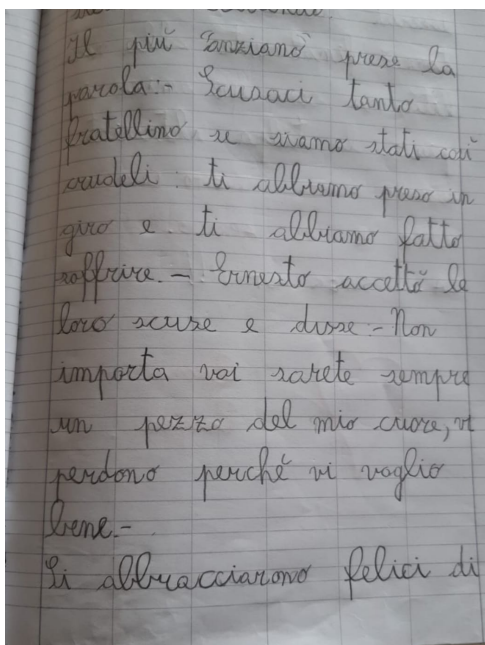 Il più anziano prese la
parola:- Scusaci tanto
fratellino se siamo stati così
crudeli: ti abbiamo preso in
giro e ti abbiamo fatto
soffrire.- Ernesto accettò le
loro scuse e disse:- Non
importa voi sarete sempre
un pezzo del mio cuore, vi
perdono perché vi voglio
bene.-
Si abbracciarono felici di